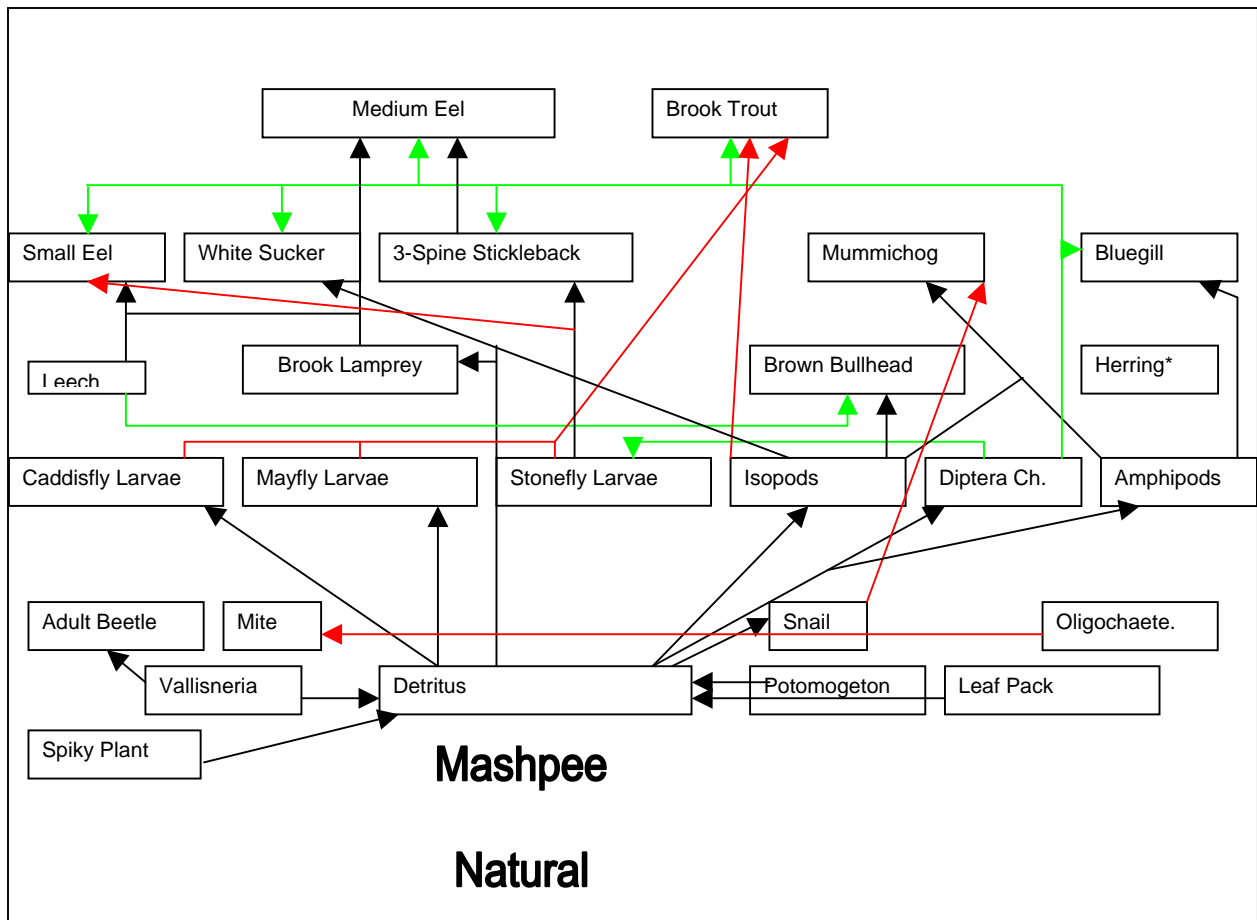 Medium Eel
Brook Trout
Small Eel
White Sucker
3-Spine Stickleback
Mummichog
Bluegill
Leech
Brook Lamprey
Brown Bullhead
Herring*
Caddisfly Larvae
Mayfly Larvae
Stonefly Larvae
Isopods
Diptera Ch.
Amphipods
Adult Beetle
Mite
Snail
Oligochaete.
Vallisneria
Detritus
Potomogeton
Leaf Pack
Spiky Plant
Mashpee
Natural